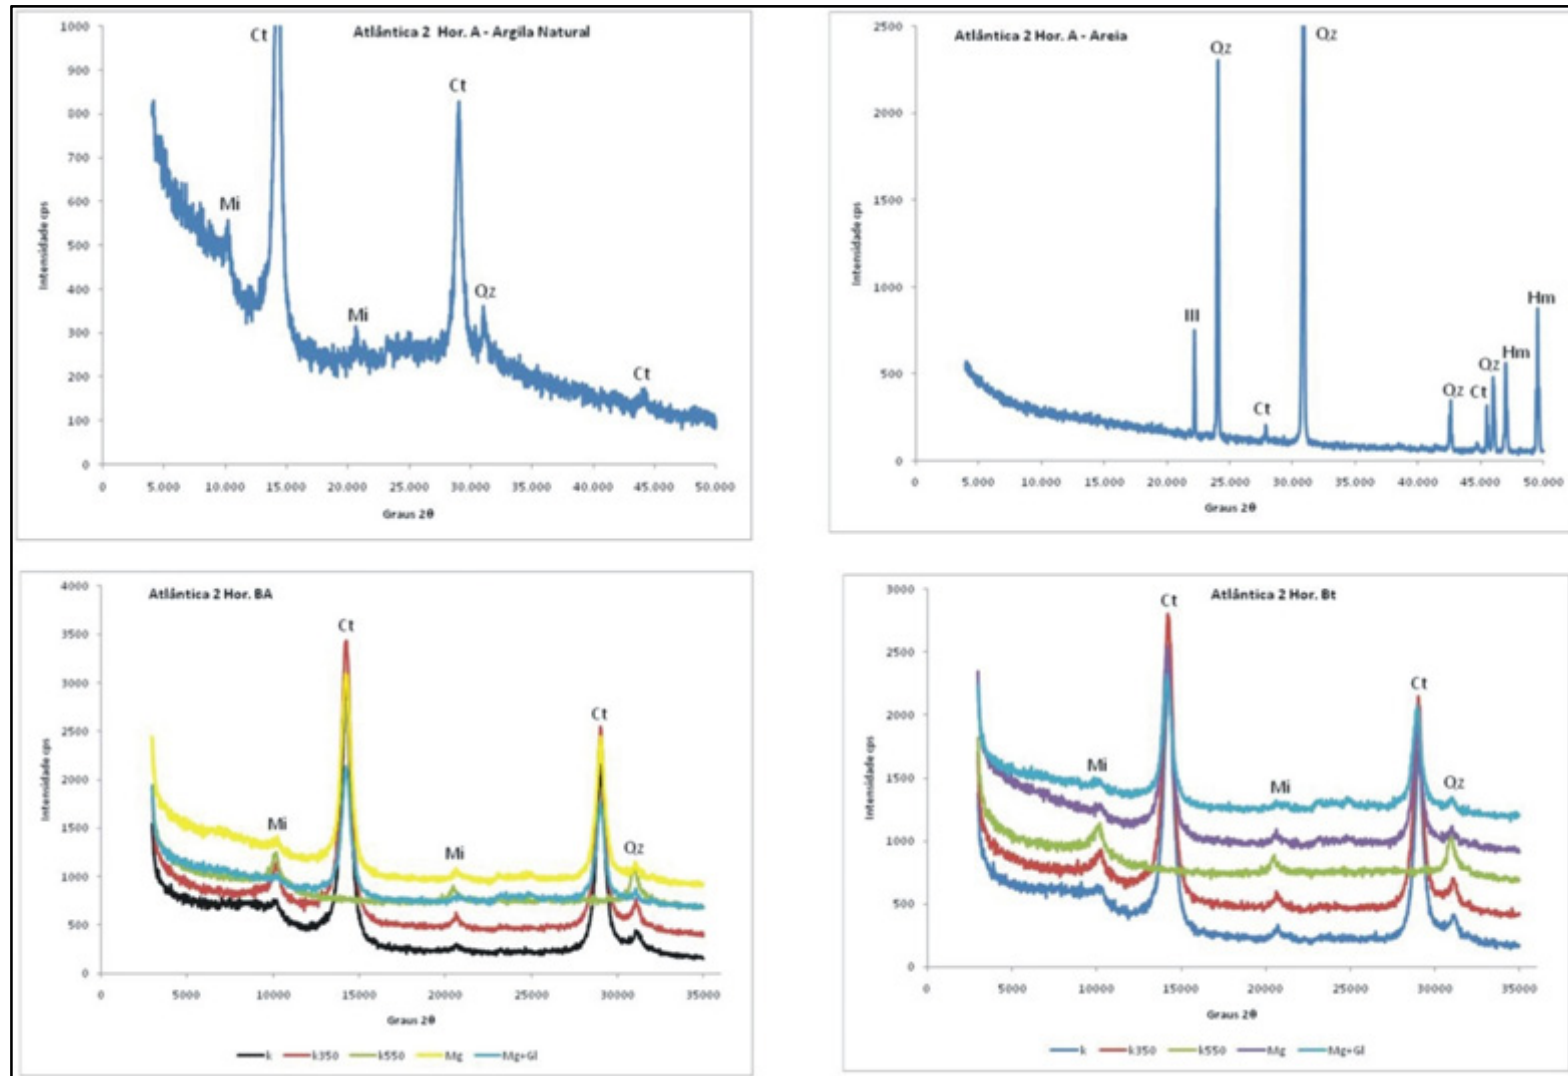 Atlântica 2 Hor. A - Argila Natural
Intensidade cps
1000
900
800
700
600
500
400
300
200
100
0
Ct
Mi
Mi
Ct
Qz
Ct
0 5.000 10.000 15.000 20.000 25.000 30.000 35.000 40.000 45.000 50.000
Graus 2θ
Atlântica 2 Hor. A - Areia
Intensidade cps
2500
2000
1500
1000
500
0
Ill
Qz
Ct
Qz
Qz
Ct
Qz
Hm
Hm
0 5.000 10.000 15.000 20.000 25.000 30.000 35.000 40.000 45.000 50.000
Graus 2θ
Atlântica 2 Hor. BA
Intensidade cps
4000
3500
3000
2500
2000
1500
1000
500
0
Mi
Ct
Mi
Ct
Qz
0 5000 10000 15000 20000 25000 30000 35000
Graus 2θ
k k350 k550 Mg Mg+Gl
Atlântica 2 Hor. Bt
Intensidade cps
3000
2500
2000
1500
1000
500
0
Mi
Ct
Mi
Ct
Qz
0 5000 10000 15000 20000 25000 30000 35000
Graus 2θ
k k350 k550 Mg Mg+Gl